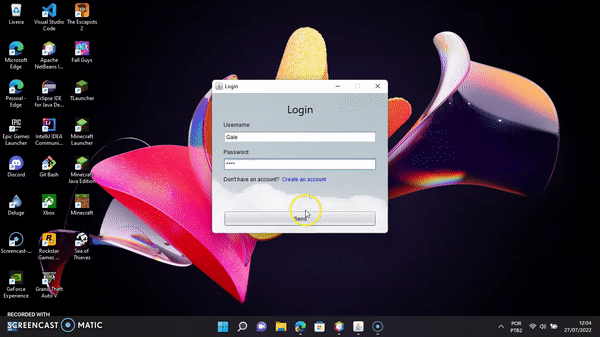 Lixeira
Visual Studio
Code
The Escapists
2
Microsoft
Edge
Apache
NetBeans I...
Fall Guys
Pessoal -
Edge
Eclipse IDE
for Java De...
TLauncher
Epic Games
Launcher
IntelliJ IDEA
Communi...
Minecraft
Launcher
Discord
Git Bash
Minecraft
Java Edition
Deluge
Xbox
Minecraft
Screencast-...
Rockstar
Games ...
Sea of
Thieves
GeForce
Experience
Grand Theft
Auto V
Login
Login
Username:
Gale
Password:
****
Don't have an account? Create an account
Send
RECORDED WITH
SCREENCAST MATIC
POR
PTB2
12:04
27/07/2022